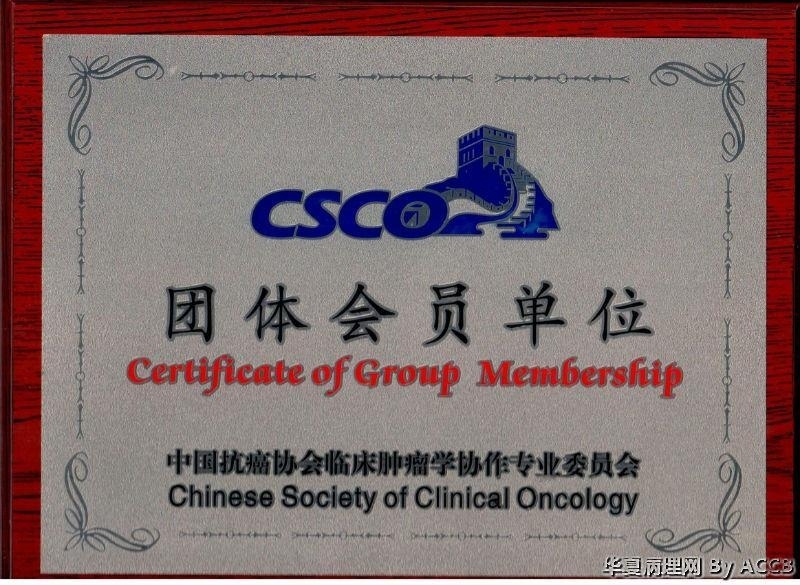 CSCO
团体会员单位
Certificate of Group Membership
中国抗癌协会临床肿瘤学协作专业委员会
Chinese Society of Clinical Oncology
华夏病理网 By ACCB